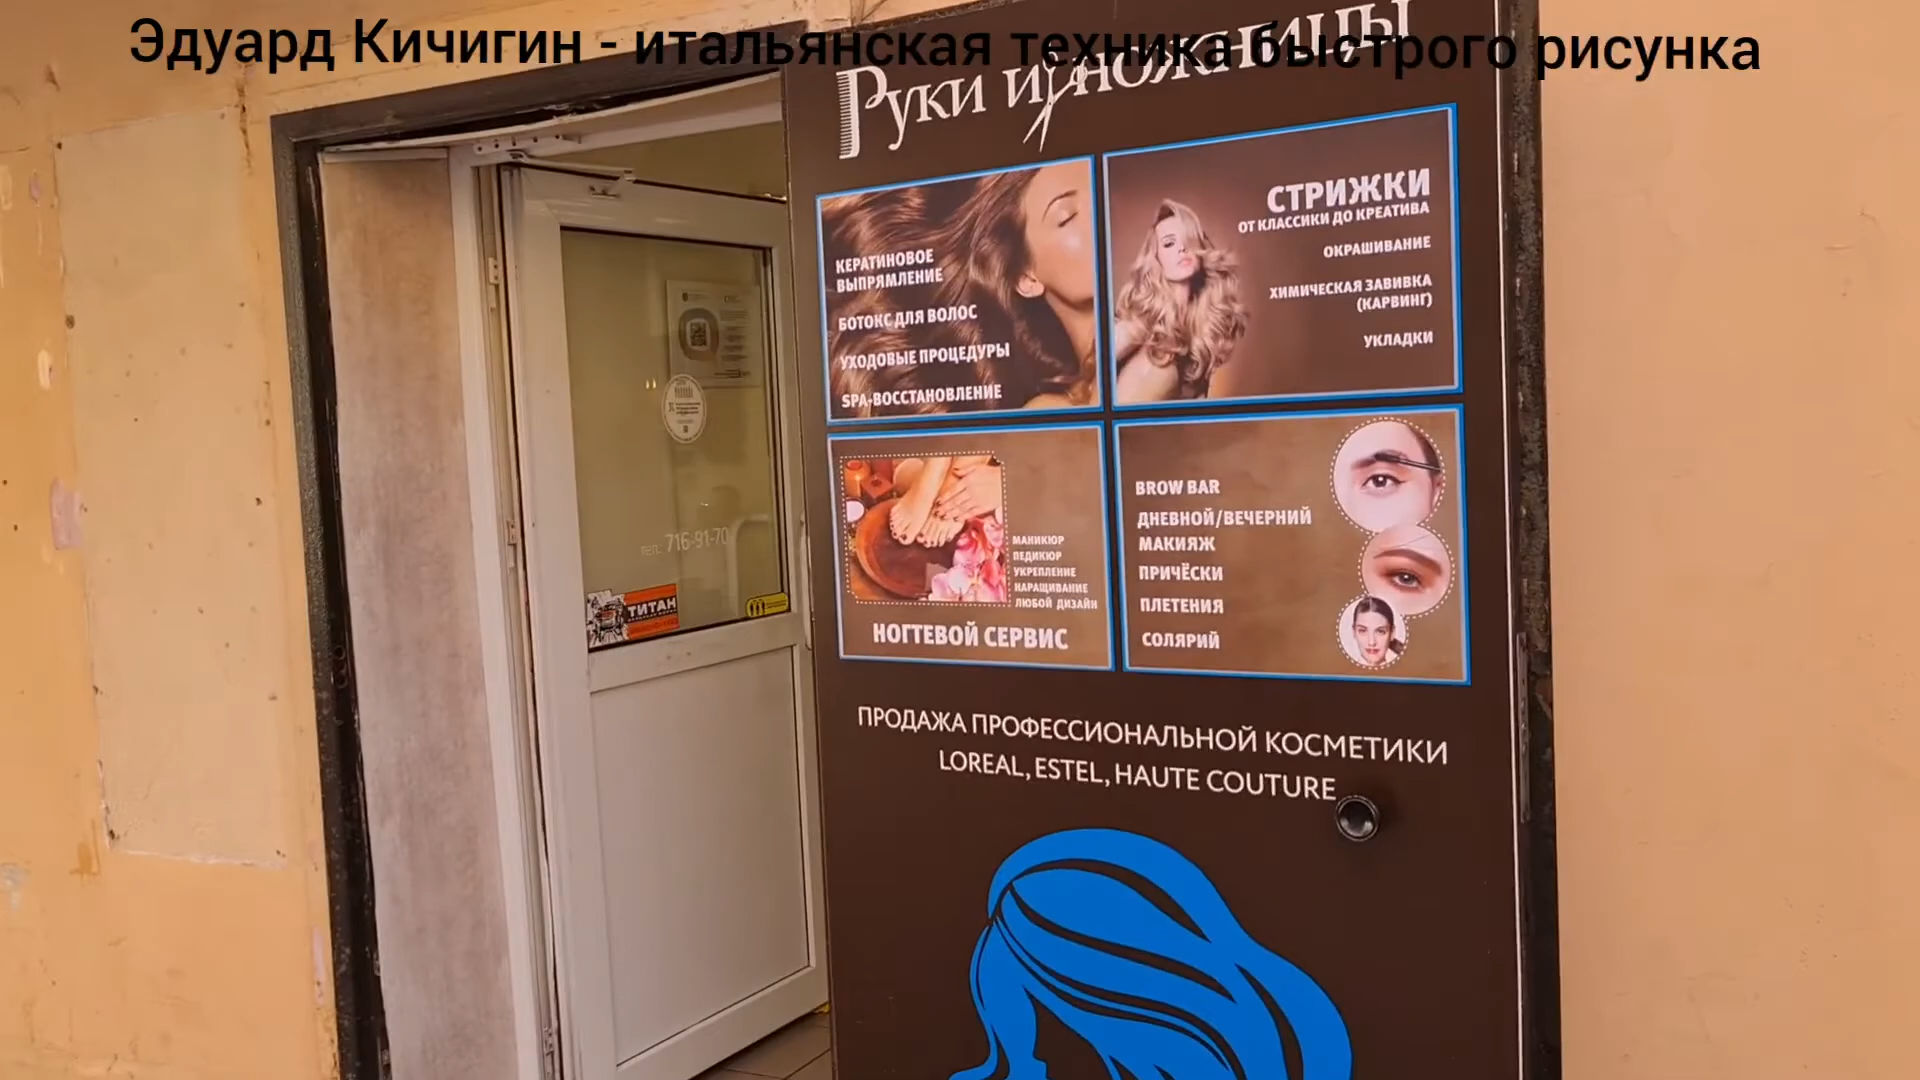 Эдуард Кичигин - итальянская техника быстрого рисунка
Руки и ножницы
КЕРАТИНОВОЕ
ВЫПРЯМЛЕНИЕ
БОТОКС ДЛЯ ВОЛОС
УХОДОВЫЕ ПРОЦЕДУРЫ
SPA-ВОССТАНОВЛЕНИЕ
СТРИЖКИ
ОТ КЛАССИКИ ДО КРЕАТИВА
ОКРАШИВАНИЕ
ХИМИЧЕСКАЯ ЗАВИВКА
(КАРВИНГ)
УКЛАДКИ
МАНИКЮР
ПЕДИКЮР
УКРЕПЛЕНИЕ
НАРАЩИВАНИЕ
ЛЮБОЙ ДИЗАЙН
НОГТЕВОЙ СЕРВИС
BROW BAR
ДНЕВНОЙ/ВЕЧЕРНИЙ
МАКИЯЖ
ПРИЧЁСКИ
ПЛЕТЕНИЯ
СОЛЯРИЙ
ПРОДАЖА ПРОФЕССИОНАЛЬНОЙ КОСМЕТИКИ
LOREAL, ESTEL, HAUTE COUTURE
тел. 716-91-70
ТИТАН